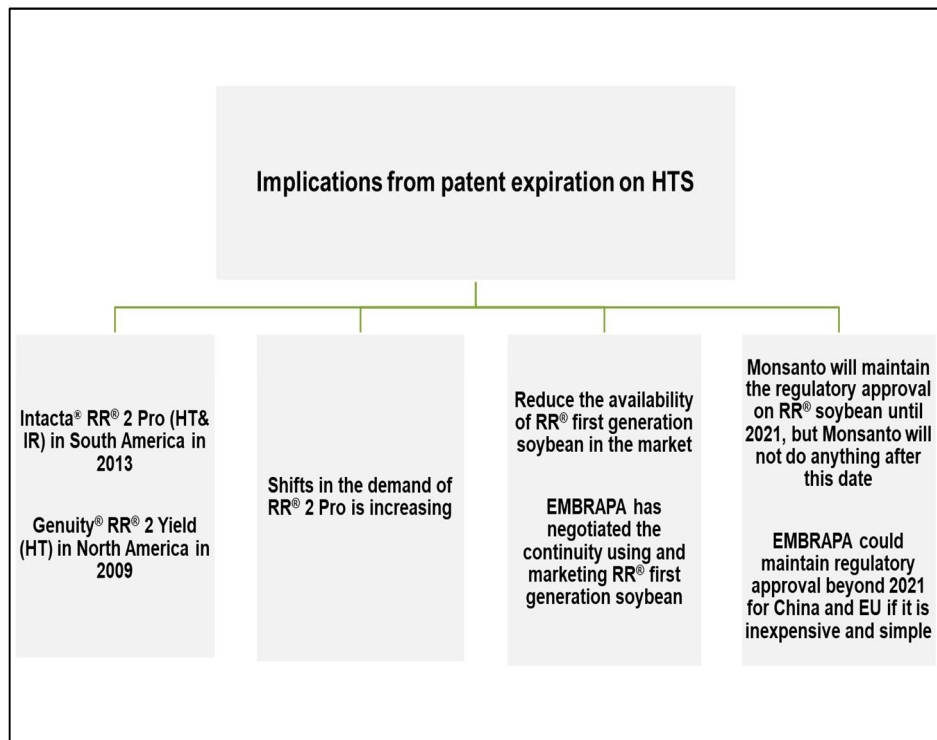 Implications from patent expiration on HTS
Intacta® RR® 2 Pro (HT&
IR) in South America in
2013
Genuity® RR® 2 Yield
(HT) in North America in
2009
Shifts in the demand of
RR® 2 Pro is increasing
Reduce the availability
of RR® first generation
soybean in the market
EMBRAPA has
negotiated the
continuity using and
marketing RR® first
generation soybean
Monsanto will maintain
the regulatory approval
on RR® soybean until
2021, but Monsanto will
not do anything after
this date
EMBRAPA could
maintain regulatory
approval beyond 2021
for China and EU if it is
inexpensive and simple